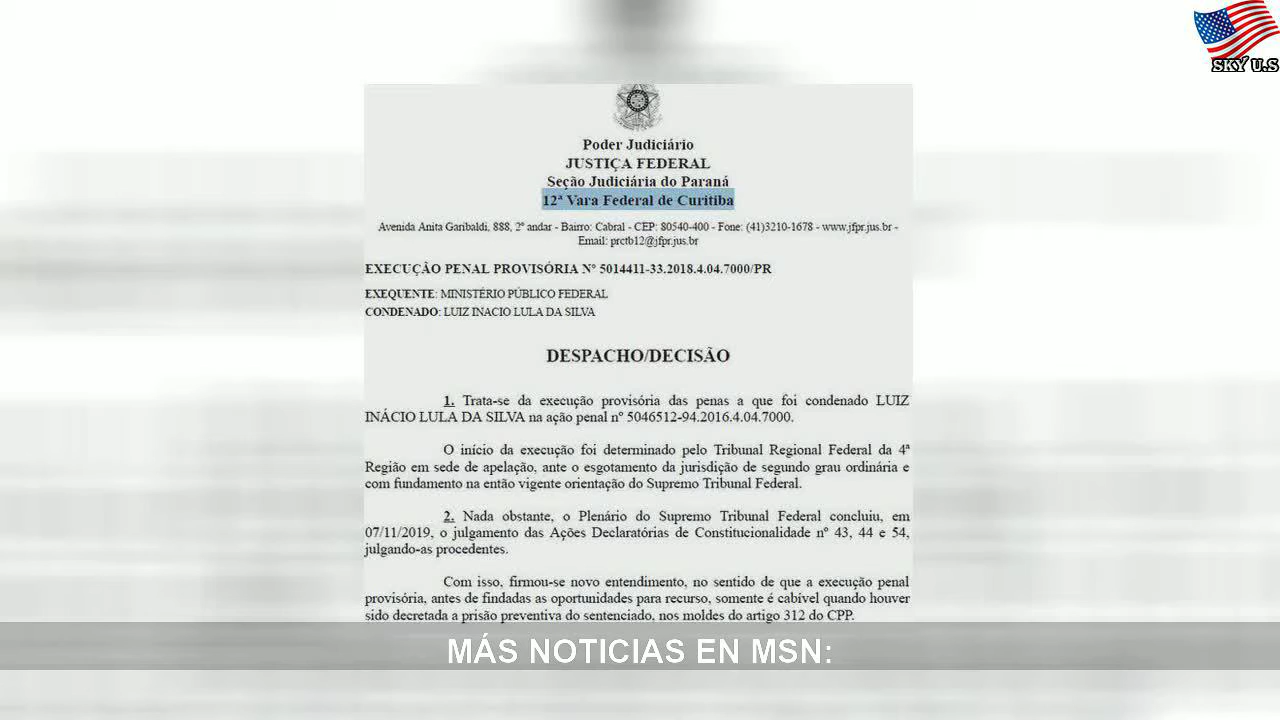 SKY U.S
Poder Judiciário
JUSTIÇA FEDERAL
Seção Judiciária do Paraná
12ª Vara Federal de Curitiba
Avenida Anita Garibaldi, 888, 2º andar - Bairro: Cabral - CEP: 80540-400 - Fone: (41)3210-1678 - www.jfpr.jus.br -
Email: prctb12@jfpr.jus.br
EXECUÇÃO PENAL PROVISÓRIA Nº 5014411-33.2018.4.04.7000/PR
EXEQUENTE: MINISTÉRIO PÚBLICO FEDERAL
CONDENADO: LUIZ INACIO LULA DA SILVA
DESPACHO/DECISÃO
1. Trata-se da execução provisória das penas a que foi condenado LUIZ
INÁCIO LULA DA SILVA na ação penal nº 5046512-94.2016.4.04.7000.
O início da execução foi determinado pelo Tribunal Regional Federal da 4ª
Região em sede de apelação, ante o esgotamento da jurisdição de segundo grau ordinária e
com fundamento na então vigente orientação do Supremo Tribunal Federal.
2. Nada obstante, o Plenário do Supremo Tribunal Federal concluiu, em
07/11/2019, o julgamento das Ações Declaratórias de Constitucionalidade nº 43, 44 e 54,
julgando-as procedentes.
Com isso, firmou-se novo entendimento, no sentido de que a execução penal
provisória, antes de findadas as oportunidades para recurso, somente é cabível quando houver
sido decretada a prisão preventiva do sentenciado, nos moldes do artigo 312 do CPP.
MÁS NOTICIAS EN MSN: